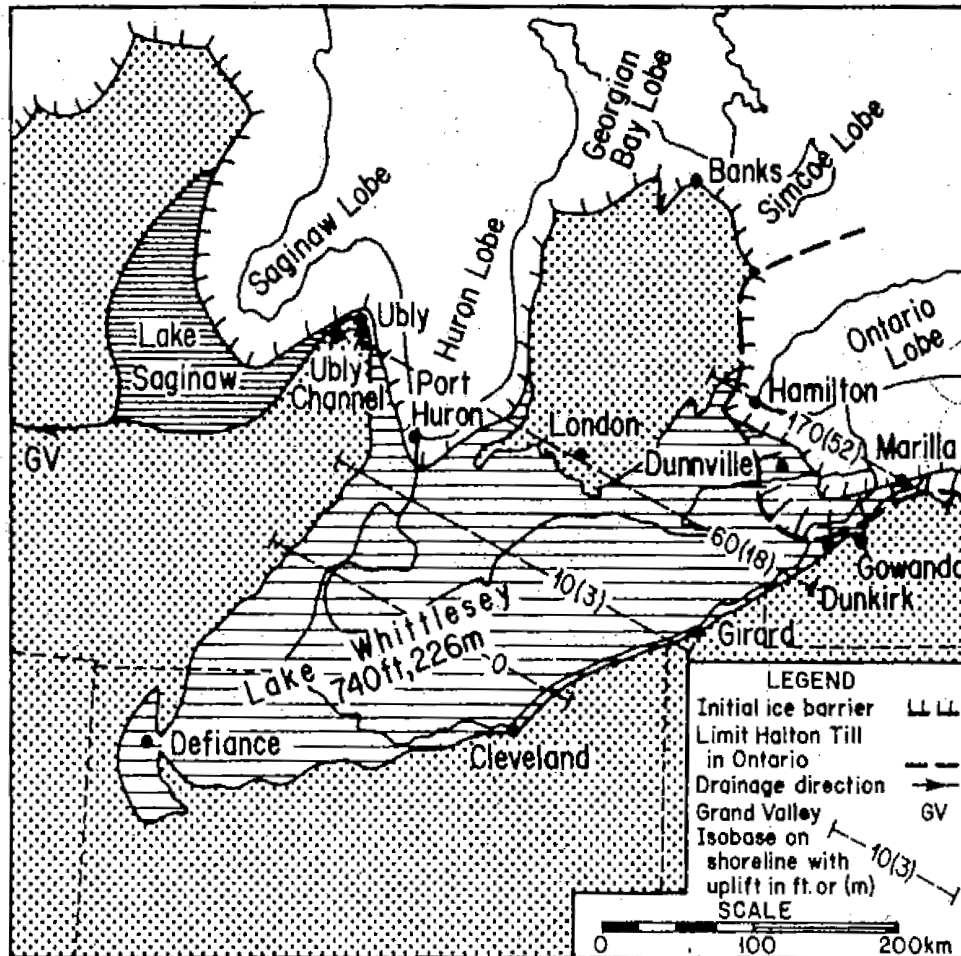 Georgian
Bay Lobe
Banks
Simcoe Lobe
Saginaw Lobe
Huron Lobe
Ubly
Ontario
Lobe
Lake
Saginaw
Ubly
Channel
Port
Huron
Hamilton
170(52)
London
Marilla
GV
Dunnville
60(18)
10(3)
Gowanda
Dunkirk
Girard
Lake Whittlesey
740ft,226m
0
Defiance
Cleveland
LEGEND
Initial ice barrier
Limit Halton Till
in Ontario
Drainage direction
Grand Valley GV
Isobase on
shoreline with
uplift in ft. or (m)
10(3)
SCALE
0 100 200km